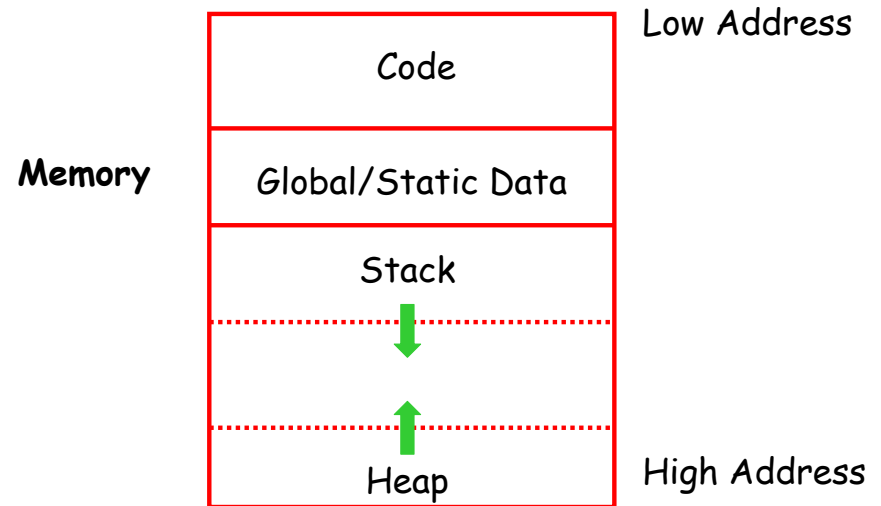 Low Address
Code
Memory
Global/Static Data
Stack
Heap
High Address